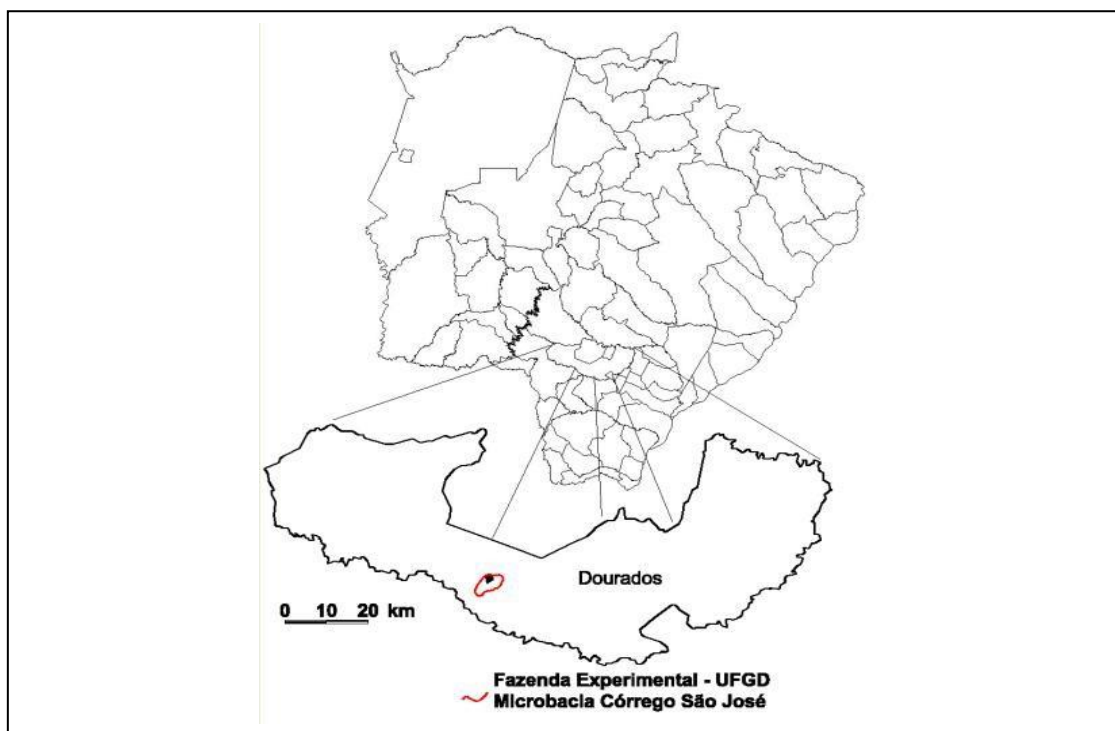 Dourados
0 10 20 km
Fazenda Experimental - UFGD
Microbacia Córrego São José